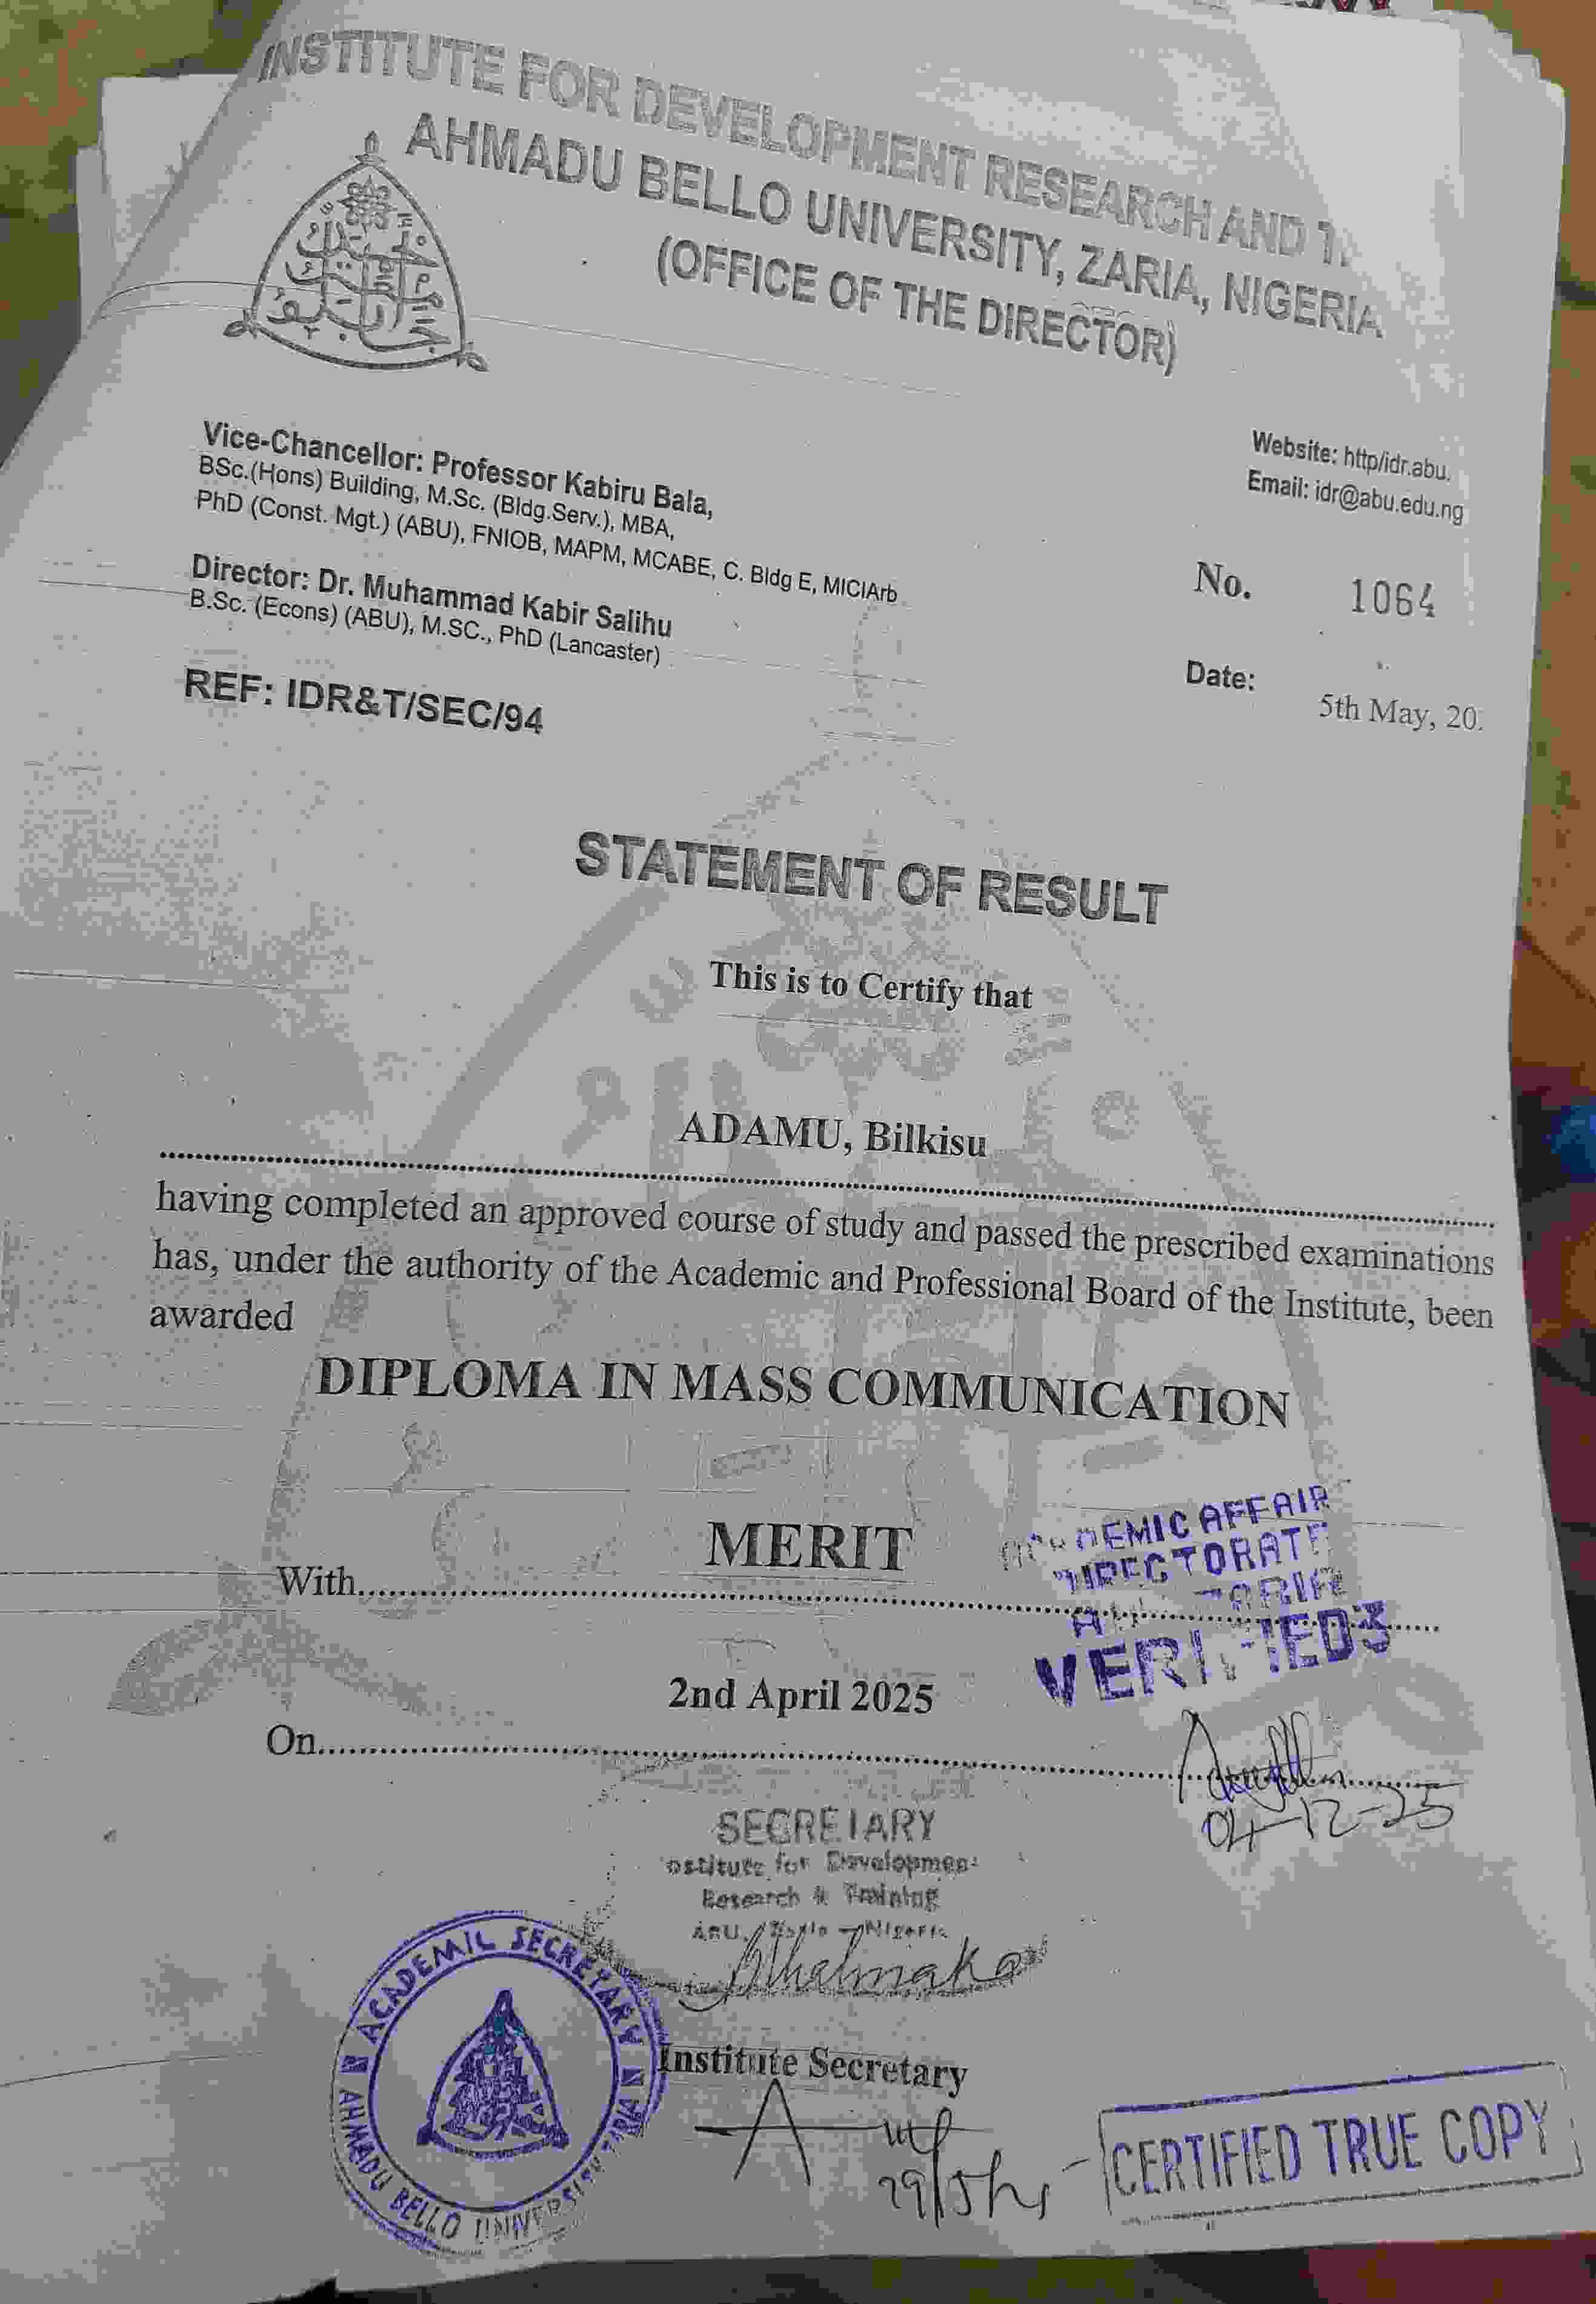 INSTITUTE FOR DEVELOPMENT RESEARCH AND
AHMADU BELLO UNIVERSITY, ZARIA, NIGERIA
(OFFICE OF THE DIRECTOR)
Vice-Chancellor: Professor Kabiru Bala,
BSc.(Hons) Building, M.Sc. (Bldg.Serv.), MBA,
PhD (Const. Mgt.) (ABU), FNIOB, MAPM, MCABE, C. Bldg E, MICIArb
Director: Dr. Muhammad Kabir Salihu
B.Sc. (Econs) (ABU), M.SC., PhD (Lancaster)
REF: IDR&T/SEC/94
Website: http/idr.abu.
Email: idr@abu.edu.ng
No. 1064
Date: 5th May, 20
STATEMENT OF RESULT
This is to Certify that
ADAMU, Bilkisu
having completed an approved course of study and passed the prescribed examinations
has, under the authority of the Academic and Professional Board of the Institute, been
awarded
DIPLOMA IN MASS COMMUNICATION
With MERIT
AFFAIR
VERIFIED3
On 2nd April 2025
04-12-25
SECRETARY
Institute for Development
Research & Training
Institute Secretary
ACADEMIC SECRETARY
AHMADU BELLO UNIVERSITY ZARIA
CERTIFIED TRUE COPY